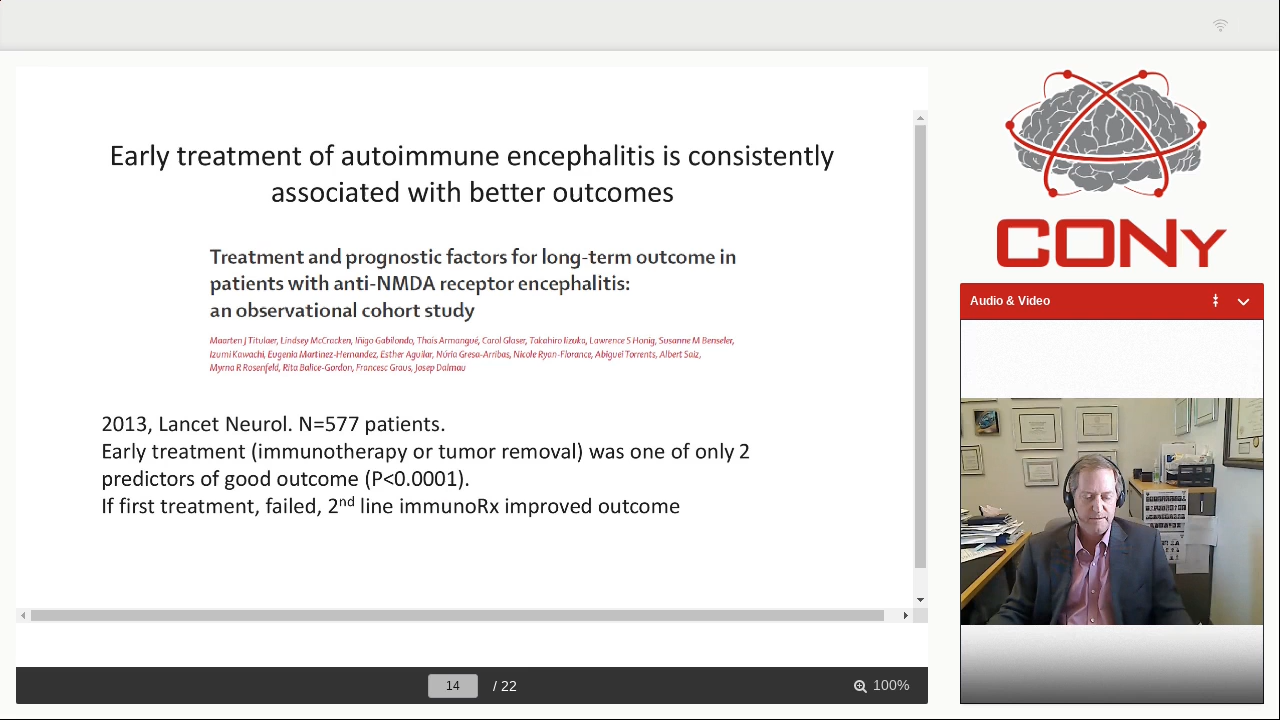 Early treatment of autoimmune encephalitis is consistently
associated with better outcomes
Treatment and prognostic factors for long-term outcome in
patients with anti-NMDA receptor encephalitis:
an observational cohort study
Maarten J Titulaer, Lindsey McCracken, Iñigo Gabilondo, Thaís Armangué, Carol Glaser, Takahiro Iizuka, Lawrence S Honig, Susanne M Benseler,
Izumi Kawachi, Eugenia Martinez-Hernandez, Esther Aguilar, Núria Gresa-Arribas, Nicole Ryan-Florance, Abiguei Torrents, Albert Saiz,
Myrna R Rosenfeld, Rita Balice-Gordon, Francesc Graus, Josep Dalmau
2013, Lancet Neurol. N=577 patients.
Early treatment (immunotherapy or tumor removal) was one of only 2
predictors of good outcome (P<0.0001).
If first treatment, failed, 2nd line immunoRx improved outcome
14 / 22
100%
CONy
Audio & Video